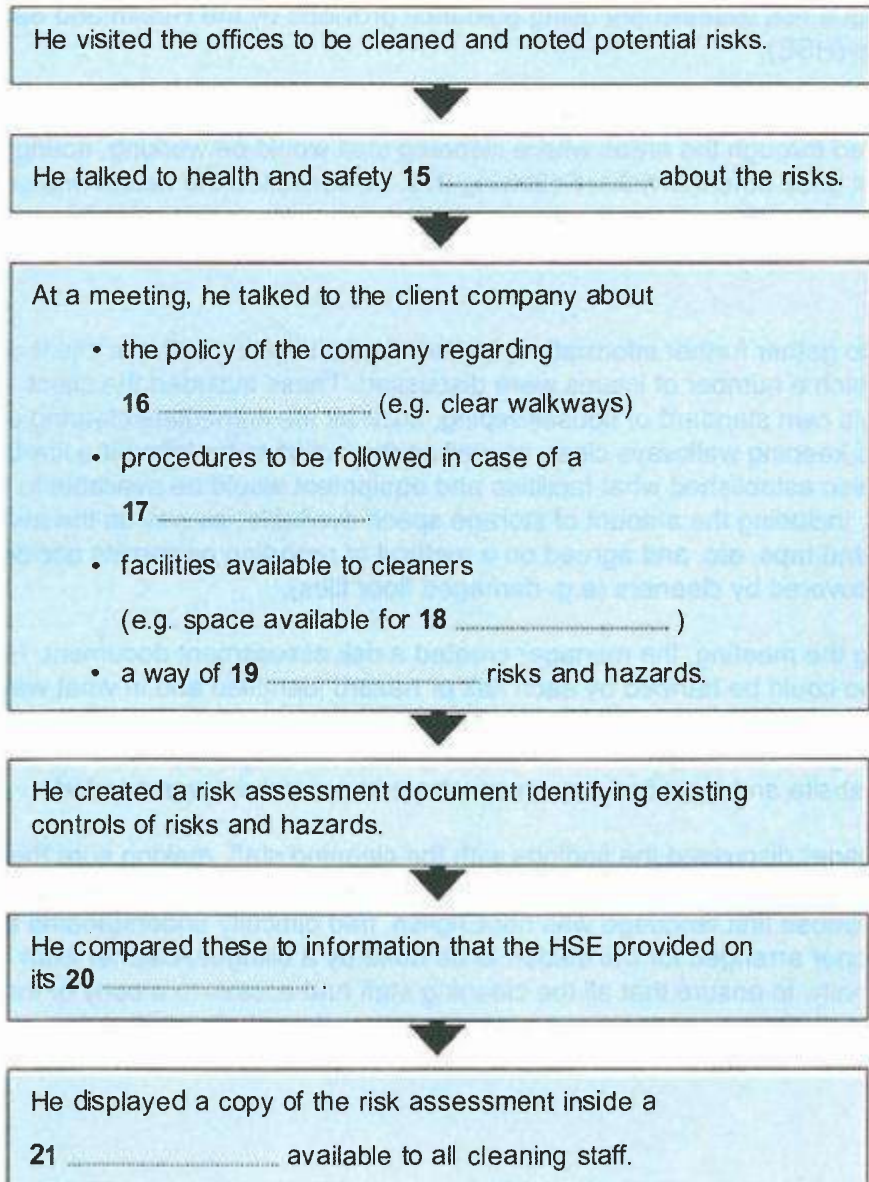 He visited the offices to be cleaned and noted potential risks.
He talked to health and safety 15 .................... about the risks.
At a meeting, he talked to the client company about
• the policy of the company regarding
16 .................... (e.g. clear walkways)
• procedures to be followed in case of a
17 ....................
• facilities available to cleaners
(e.g. space available for 18 .................... )
• a way of 19 .................... risks and hazards.
He created a risk assessment document identifying existing
controls of risks and hazards.
He compared these to information that the HSE provided on
its 20 .................... .
He displayed a copy of the risk assessment inside a
21 .................... available to all cleaning staff.